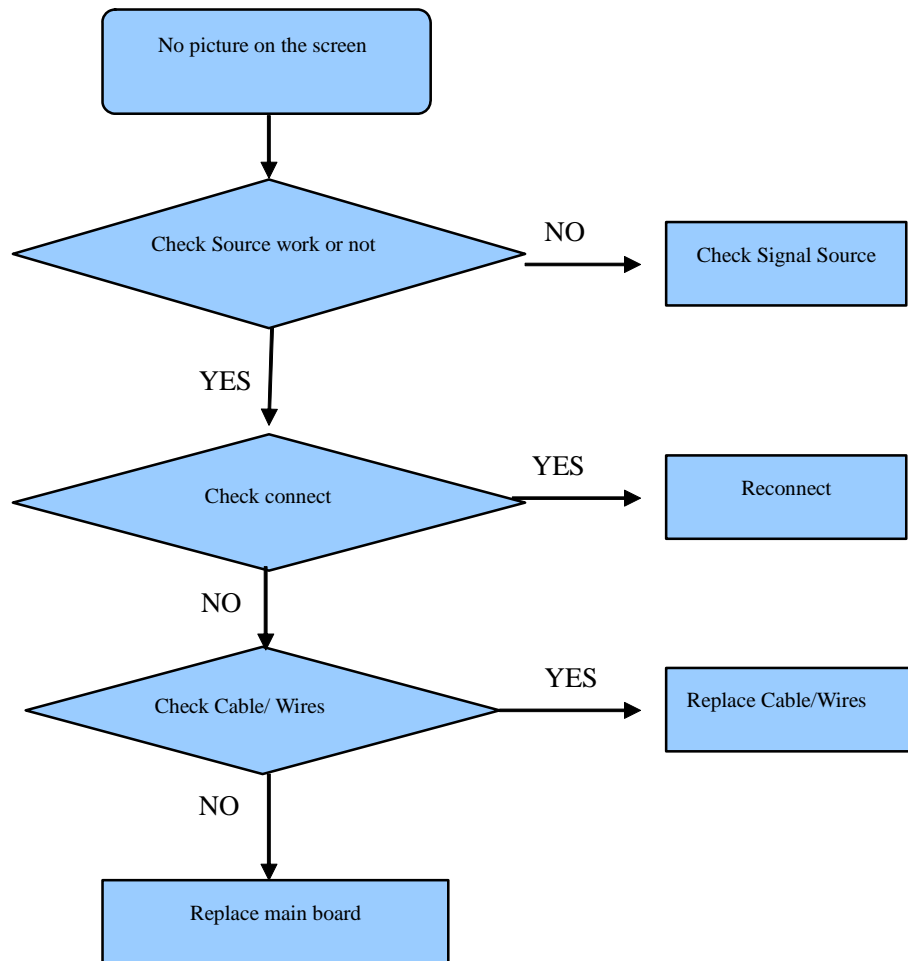 No picture on the screen
Check Source work or not
NO
Check Signal Source
YES
Check connect
YES
Reconnect
NO
Check Cable/ Wires
YES
Replace Cable/Wires
NO
Replace main board